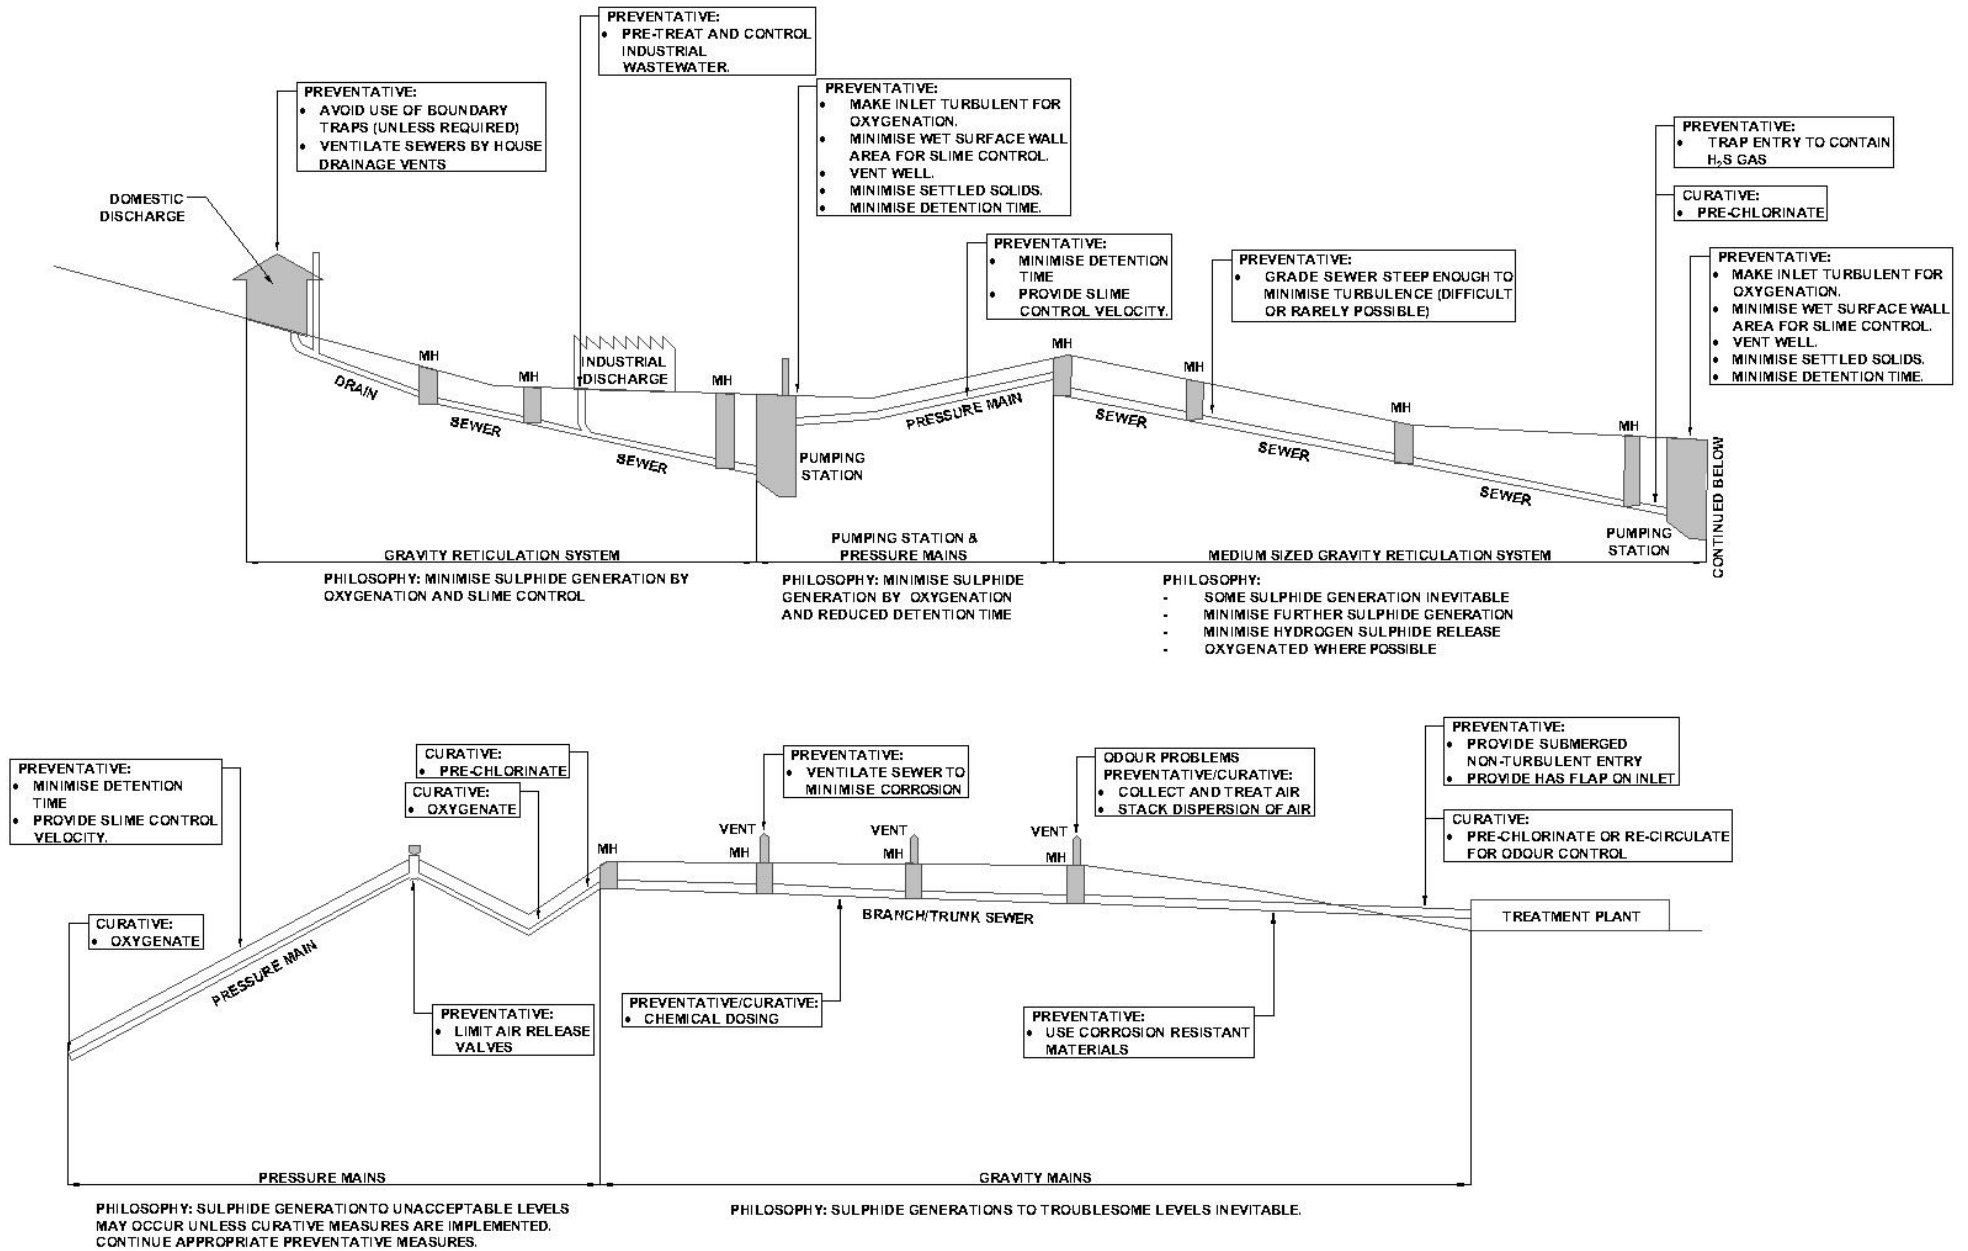 PREVENTATIVE:
• PRE-TREAT AND CONTROL
INDUSTRIAL
WASTEWATER.
PREVENTATIVE:
• AVOID USE OF BOUNDARY
TRAPS (UNLESS REQUIRED)
• VENTILATE SEWERS BY HOUSE
DRAINAGE VENTS
PREVENTATIVE:
• MAKE INLET TURBULENT FOR
OXYGENATION.
• MINIMISE WET SURFACE WALL
AREA FOR SLIME CONTROL.
• VENT WELL.
• MINIMISE SETTLED SOLIDS.
• MINIMISE DETENTION TIME.
PREVENTATIVE:
• TRAP ENTRY TO CONTAIN
H₂S GAS
CURATIVE:
• PRE-CHLORINATE
DOMESTIC
DISCHARGE
PREVENTATIVE:
• MINIMISE DETENTION
TIME
• PROVIDE SLIME
CONTROL VELOCITY.
PREVENTATIVE:
• GRADE SEWER STEEP ENOUGH TO
MINIMISE TURBULENCE (DIFFICULT
OR RARELY POSSIBLE)
PREVENTATIVE:
• MAKE INLET TURBULENT FOR
OXYGENATION.
• MINIMISE WET SURFACE WALL
AREA FOR SLIME CONTROL.
• VENT WELL.
• MINIMISE SETTLED SOLIDS.
• MINIMISE DETENTION TIME.
MH
MH
INDUSTRIAL
DISCHARGE
MH
MH
MH
MH
MH
DRAIN
SEWER
SEWER
PUMPING
STATION
PRESSURE MAIN
SEWER
SEWER
SEWER
PUMPING
STATION
CONTINUED BELOW
GRAVITY RETICULATION SYSTEM
PUMPING STATION &
PRESSURE MAINS
MEDIUM SIZED GRAVITY RETICULATION SYSTEM
PHILOSOPHY: MINIMISE SULPHIDE GENERATION BY
OXYGENATION AND SLIME CONTROL
PHILOSOPHY: MINIMISE SULPHIDE
GENERATION BY OXYGENATION
AND REDUCED DETENTION TIME
PHILOSOPHY:
- SOME SULPHIDE GENERATION INEVITABLE
- MINIMISE FURTHER SULPHIDE GENERATION
- MINIMISE HYDROGEN SULPHIDE RELEASE
- OXYGENATED WHERE POSSIBLE
PREVENTATIVE:
• MINIMISE DETENTION
TIME
• PROVIDE SLIME CONTROL
VELOCITY.
CURATIVE:
• PRE-CHLORINATE
CURATIVE:
• OXYGENATE
PREVENTATIVE:
• VENTILATE SEWER TO
MINIMISE CORROSION
ODOUR PROBLEMS
PREVENTATIVE/CURATIVE:
• COLLECT AND TREAT AIR
• STACK DISPERSION OF AIR
PREVENTATIVE:
• PROVIDE SUBMERGED
NON-TURBULENT ENTRY
• PROVIDE HAS FLAP ON INLET
CURATIVE:
• PRE-CHLORINATE OR RE-CIRCULATE
FOR ODOUR CONTROL
VENT
VENT
VENT
MH
MH
MH
MH
CURATIVE:
• OXYGENATE
PRESSURE MAIN
BRANCH/TRUNK SEWER
TREATMENT PLANT
PREVENTATIVE:
• LIMIT AIR RELEASE
VALVES
PREVENTATIVE/CURATIVE:
• CHEMICAL DOSING
PREVENTATIVE:
• USE CORROSION RESISTANT
MATERIALS
PRESSURE MAINS
GRAVITY MAINS
PHILOSOPHY: SULPHIDE GENERATIONTO UNACCEPTABLE LEVELS
MAY OCCUR UNLESS CURATIVE MEASURES ARE IMPLEMENTED.
CONTINUE APPROPRIATE PREVENTATIVE MEASURES.
PHILOSOPHY: SULPHIDE GENERATIONS TO TROUBLESOME LEVELS INEVITABLE.